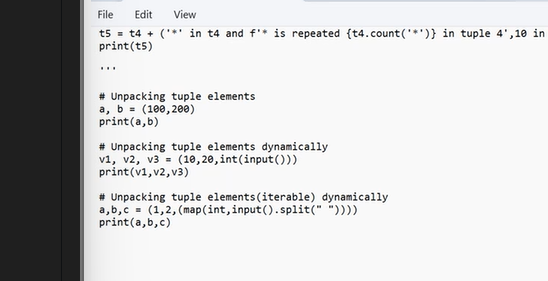 File Edit View
t5 = t4 + ('*' in t4 and f'* is repeated {t4.count('*')} in tuple 4',10 in
print(t5)
'''
# Unpacking tuple elements
a, b = (100,200)
print(a,b)
# Unpacking tuple elements dynamically
v1, v2, v3 = (10,20,int(input()))
print(v1,v2,v3)
# Unpacking tuple elements(iterable) dynamically
a,b,c = (1,2,(map(int,input().split(" "))))
print(a,b,c)